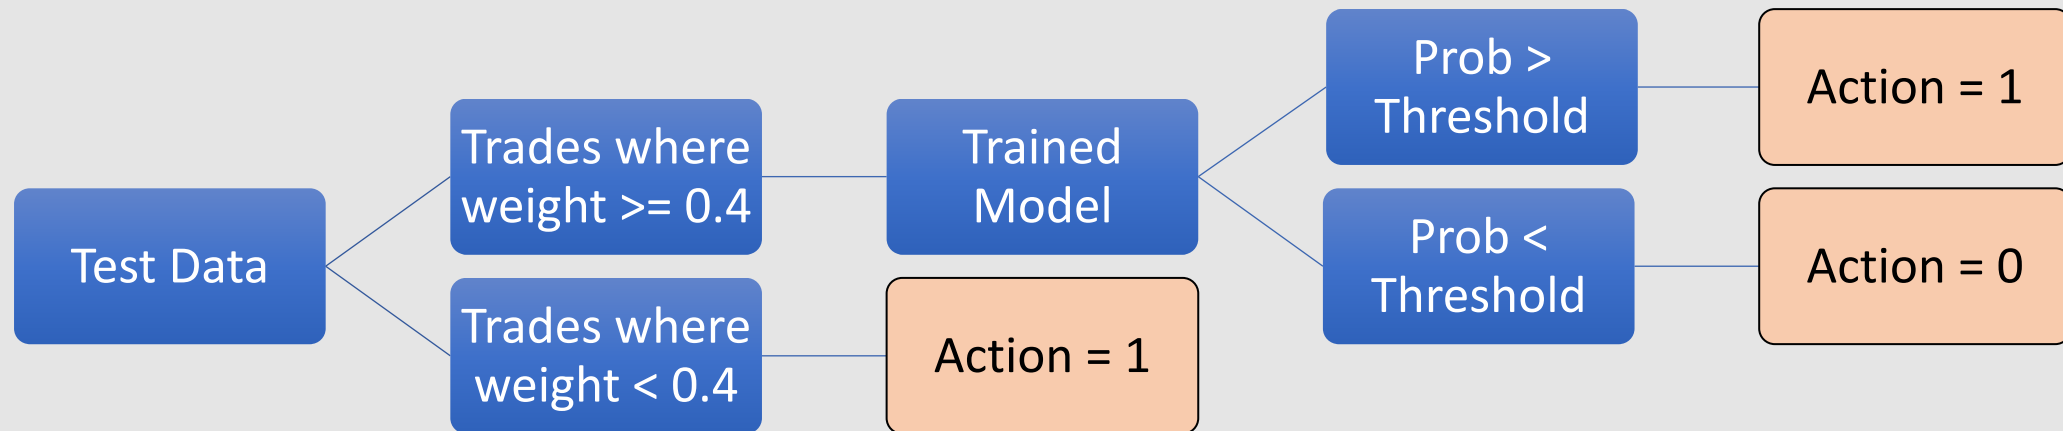 Test Data
Trades where
weight >= 0.4
Trades where
weight < 0.4
Trained
Model
Action = 1
Prob >
Threshold
Prob <
Threshold
Action = 1
Action = 0